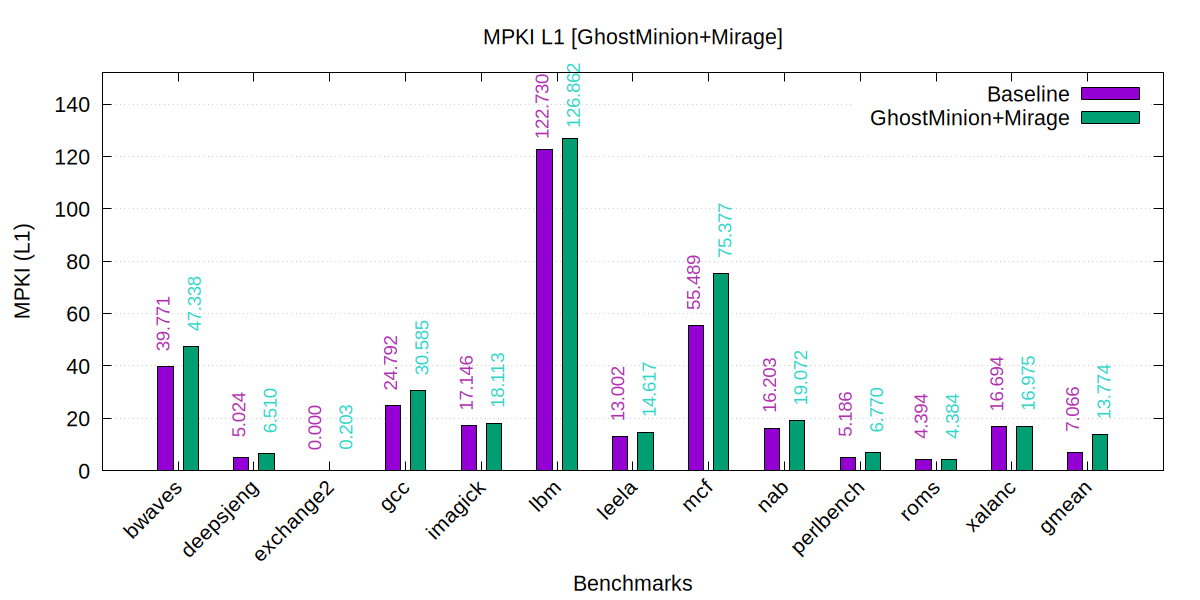 MPKI L1 [GhostMinion+Mirage]
Baseline
GhostMinion+Mirage
MPKI (L1)
140
120
100
80
60
40
20
0
39.771
47.338
5.024
6.510
0.000
0.203
24.792
30.585
17.146
18.113
122.730
126.862
13.002
14.617
55.489
75.377
16.203
19.072
5.186
6.770
4.394
4.384
16.694
16.975
7.066
13.774
bwaves
deepsjeng
exchange2
gcc
imagick
lbm
leela
mcf
nab
perlbench
roms
xalanc
gmean
Benchmarks